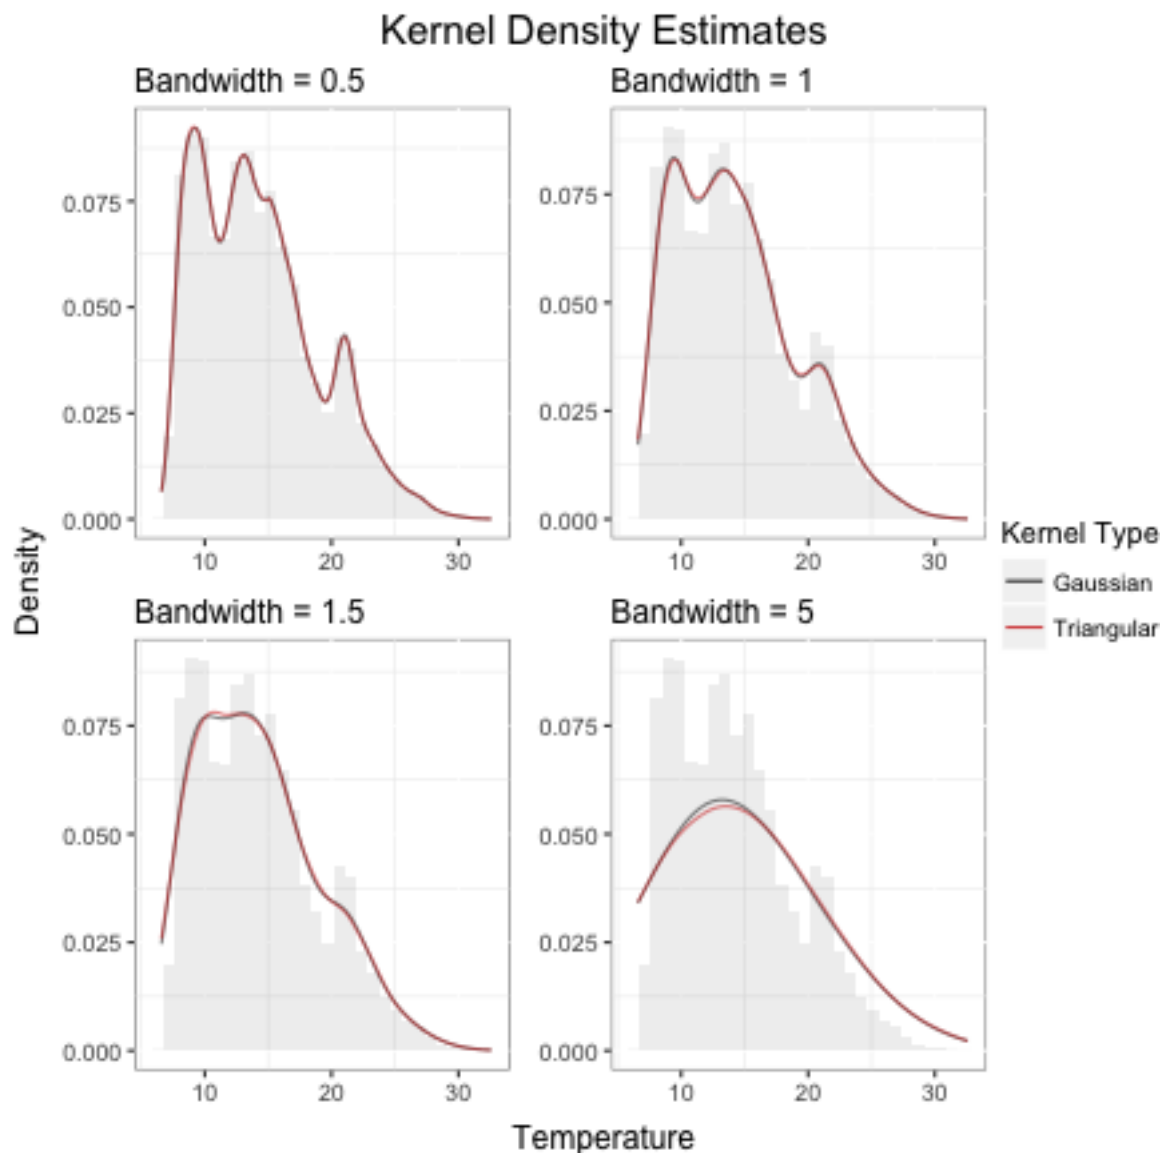 Kernel Density Estimates
Bandwidth = 0.5
Bandwidth = 1
0.075
0.050
0.025
0.000
10 20 30
0.075
0.050
0.025
0.000
10 20 30
Density
Kernel Type
Gaussian
Triangular
Bandwidth = 1.5
Bandwidth = 5
0.075
0.050
0.025
0.000
10 20 30
0.075
0.050
0.025
0.000
10 20 30
Temperature